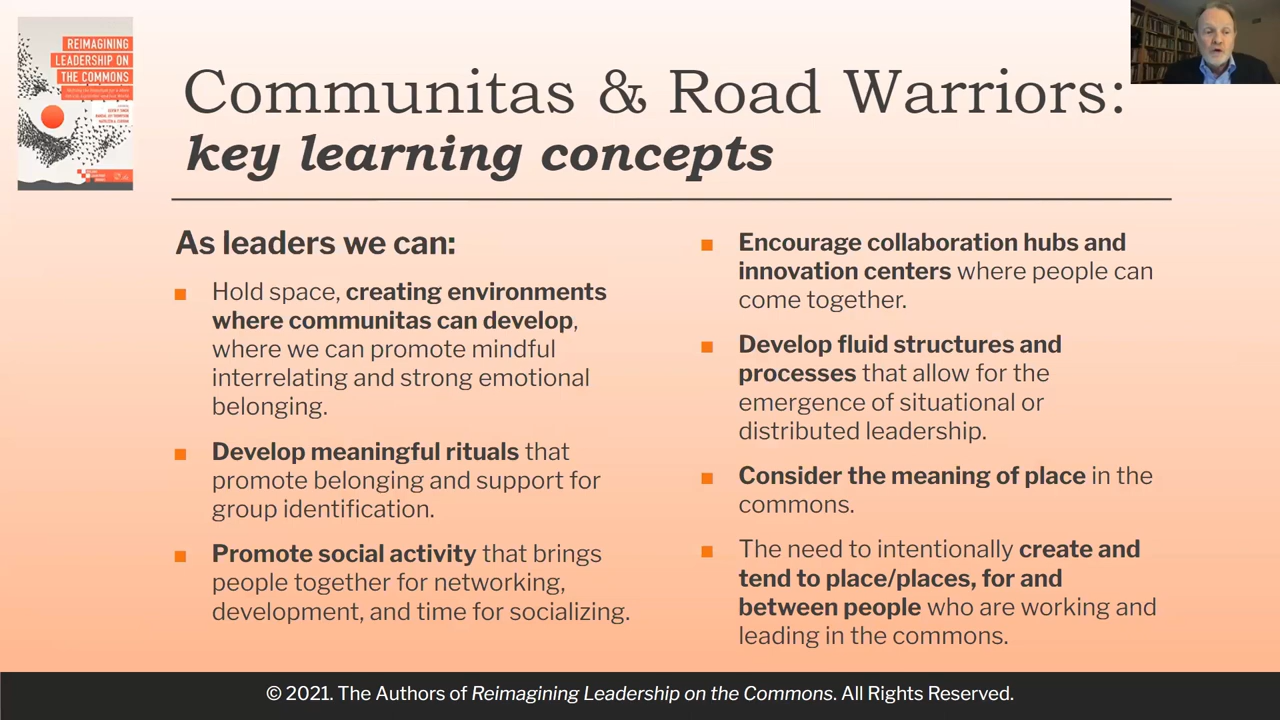 REIMAGINING
LEADERSHIP ON
THE COMMONS
Communitas & Road Warriors:
key learning concepts
As leaders we can:
■ Hold space, creating environments
where communitas can develop,
where we can promote mindful
interrelating and strong emotional
belonging.
■ Develop meaningful rituals that
promote belonging and support for
group identification.
■ Promote social activity that brings
people together for networking,
development, and time for socializing.
■ Encourage collaboration hubs and
innovation centers where people can
come together.
■ Develop fluid structures and
processes that allow for the
emergence of situational or
distributed leadership.
■ Consider the meaning of place in the
commons.
■ The need to intentionally create and
tend to place/places, for and
between people who are working and
leading in the commons.
© 2021. The Authors of Reimagining Leadership on the Commons. All Rights Reserved.